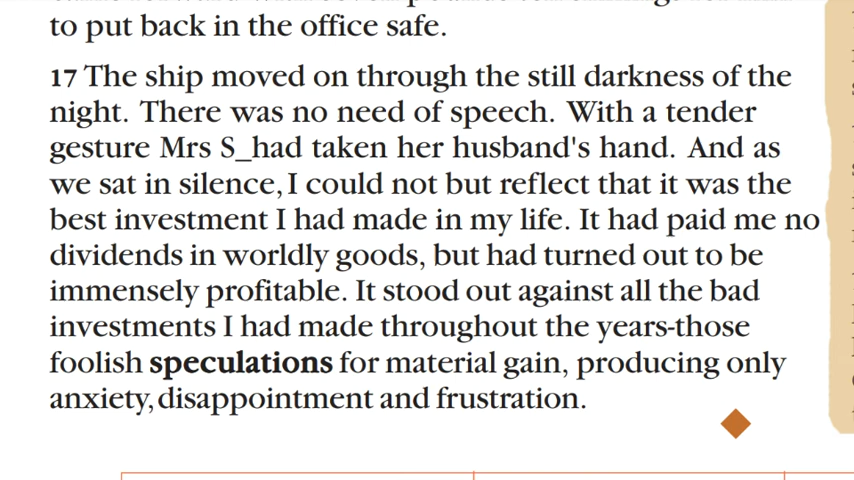 to put back in the office safe.
17 The ship moved on through the still darkness of the
night. There was no need of speech. With a tender
gesture Mrs S_had taken her husband's hand. And as
we sat in silence, I could not but reflect that it was the
best investment I had made in my life. It had paid me no
dividends in worldly goods, but had turned out to be
immensely profitable. It stood out against all the bad
investments I had made throughout the years-those
foolish speculations for material gain, producing only
anxiety, disappointment and frustration.